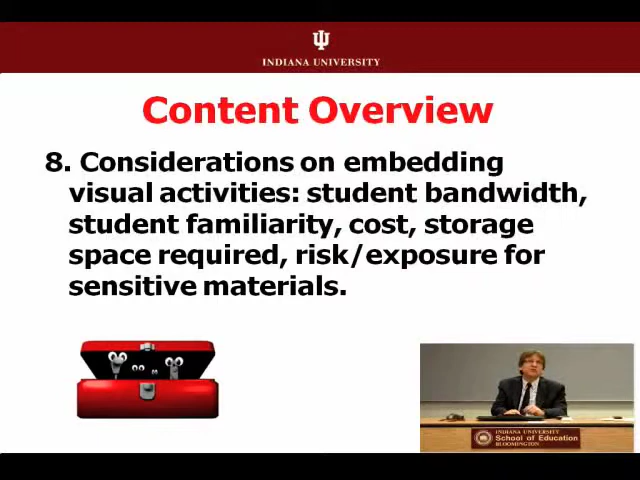 INDIANA UNIVERSITY
Content Overview
8. Considerations on embedding
visual activities: student bandwidth,
student familiarity, cost, storage
space required, risk/exposure for
sensitive materials.
INDIANA UNIVERSITY
School of Education
BLOOMINGTON